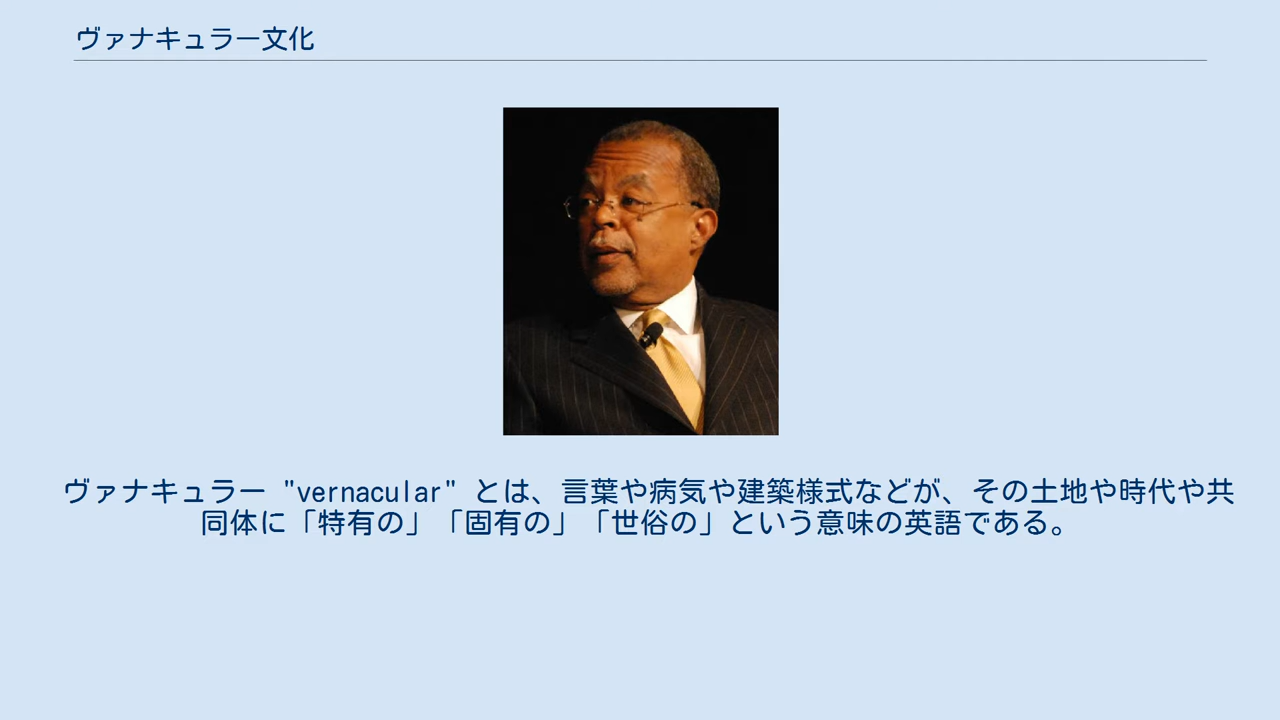 ヴァナキュラー文化
ヴァナキュラー "vernacular" とは、言葉や病気や建築様式などが、その土地や時代や共
同体に「特有の」「固有の」「世俗の」という意味の英語である。